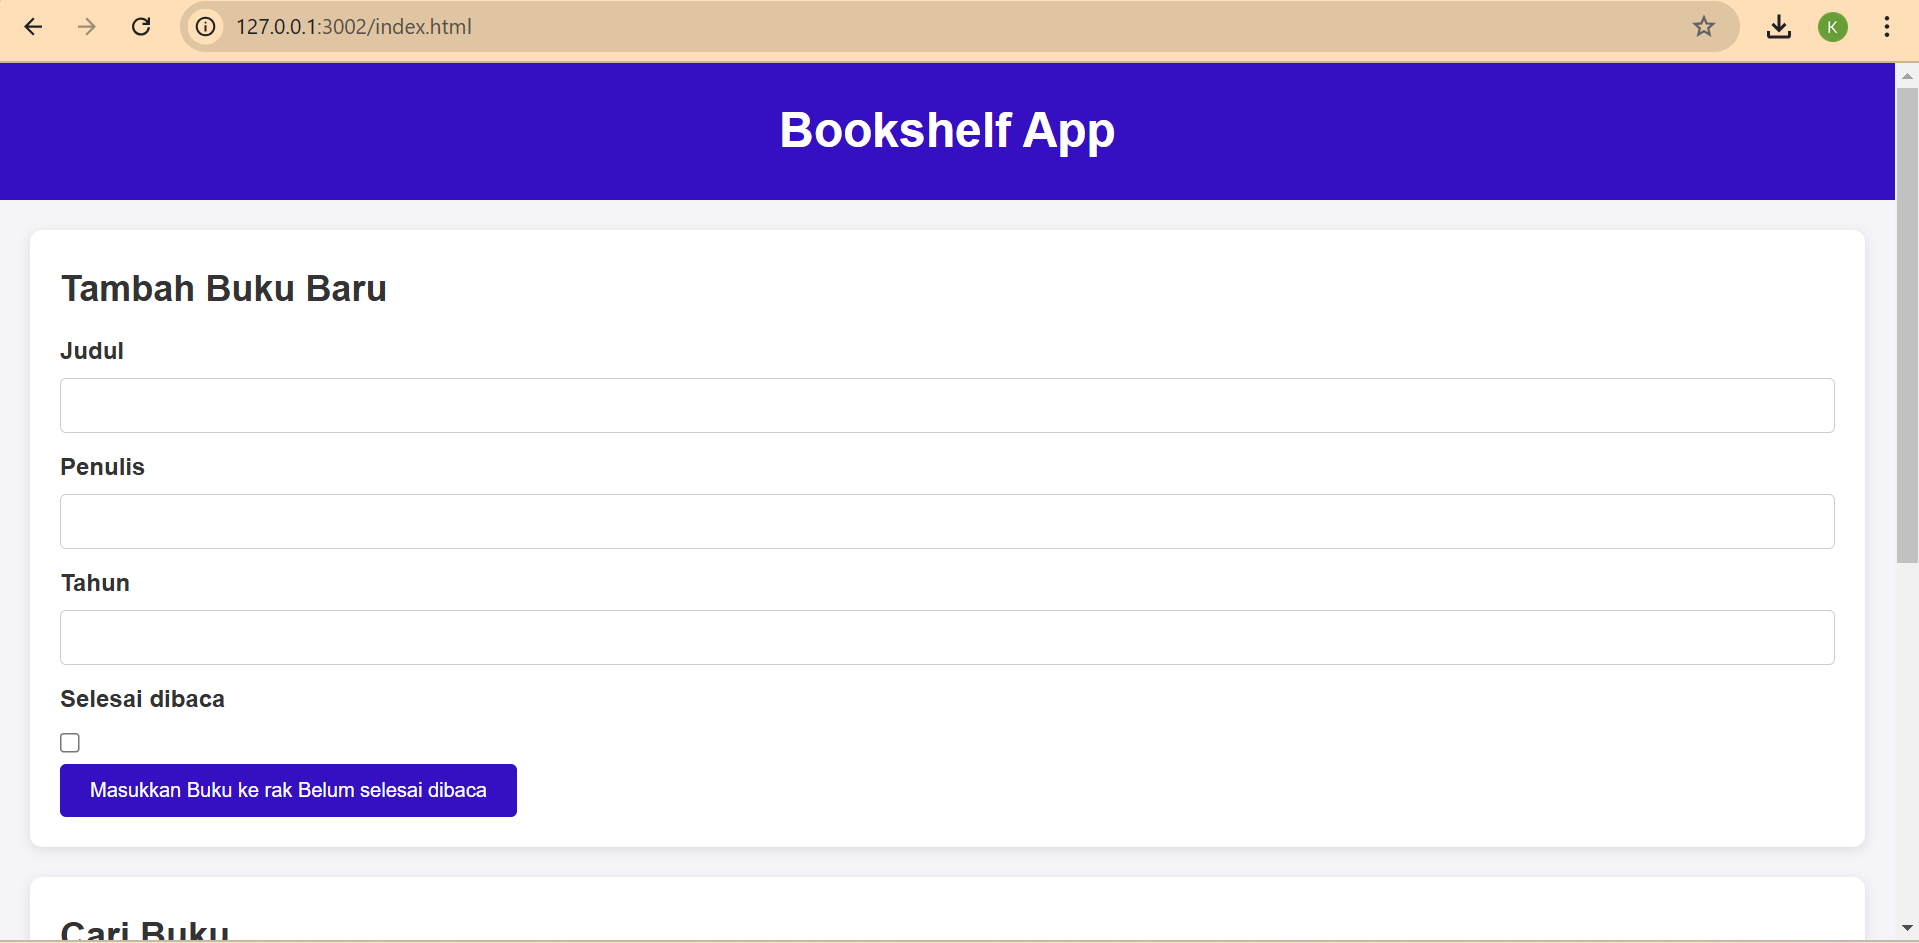 127.0.0.1:3002/index.html
K
Bookshelf App
Tambah Buku Baru
Judul
Penulis
Tahun
Selesai dibaca
Masukkan Buku ke rak Belum selesai dibaca
Cari Buku